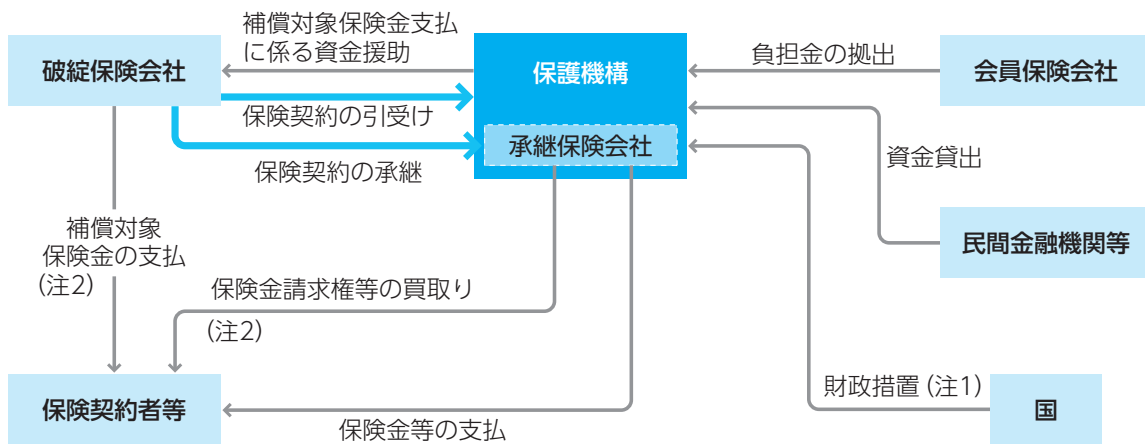 補償対象保険金支払
に係る資金援助
破綻保険会社
保護機構
負担金の拠出
会員保険会社
保険契約の引受け
承継保険会社
保険契約の承継
資金貸出
補償対象
保険金の支払
(注2)
民間金融機関等
保険金請求権等の買取り
(注2)
財政措置(注1)
保険契約者等
国
保険金等の支払